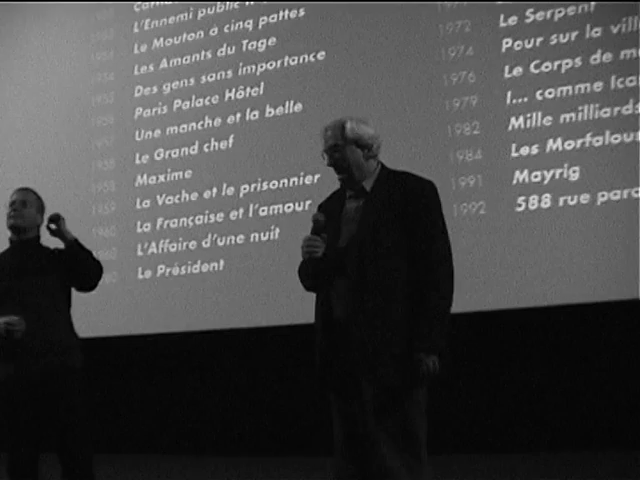 L'Ennemi public n
Le Mouton à cinq pattes
Les Amants du Tage
Des gens sans importance
Paris Palace Hôtel
Une manche et la belle
Le Grand chef
Maxime
La Vache et le prisonnier
La Française et l'amour
L'Affaire d'une nuit
Le Président
Le Serpent
1972 Pour sur la vill
1974 Le Corps de m
1976 I... comme Ica
1979 Mille milliards
1982 Les Morfalou
1984 Mayrig
1991 588 rue para
1992